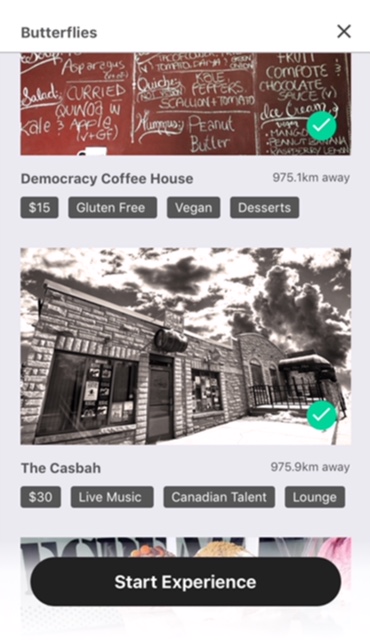 Butterflies
Asparagus
Salad: CURRIED
QUINOA W
Kale & Apple
(V+GF)
Quiche: KALE
PEPPERS,
SCALLION+TOMATO
Hummus: PEanut
Butler
FRUIT
COMPOTE &
CHOCOLATE
SAUCE (V)
Ice Cream
Democracy Coffee House
975.1km away
$15
Gluten Free
Vegan
Desserts
The Casbah
975.9km away
$30
Live Music
Canadian Talent
Lounge
Start Experience